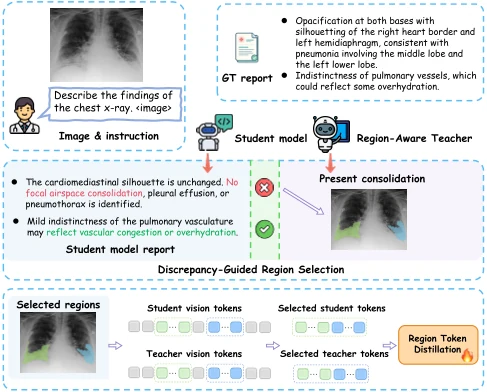 Describe the findings of
the chest x-ray. <image>
Image & instruction
GT report
Opacification at both bases with
silhouetting of the right heart border and
left hemidiaphragm, consistent with
pneumonia involving the middle lobe and
the left lower lobe.
Indistinctness of pulmonary vessels, which
could reflect some overhydration.
Student model
Region-Aware Teacher
The cardiomediastinal silhouette is unchanged. No
focal airspace consolidation, pleural effusion, or
pneumothorax is identified.
Mild indistinctness of the pulmonary vasculature
may reflect vascular congestion or overhydration.
Student model report
Present consolidation
Discrepancy-Guided Region Selection
Selected regions
Student vision tokens
Selected student tokens
Teacher vision tokens
Selected teacher tokens
Region Token
Distillation